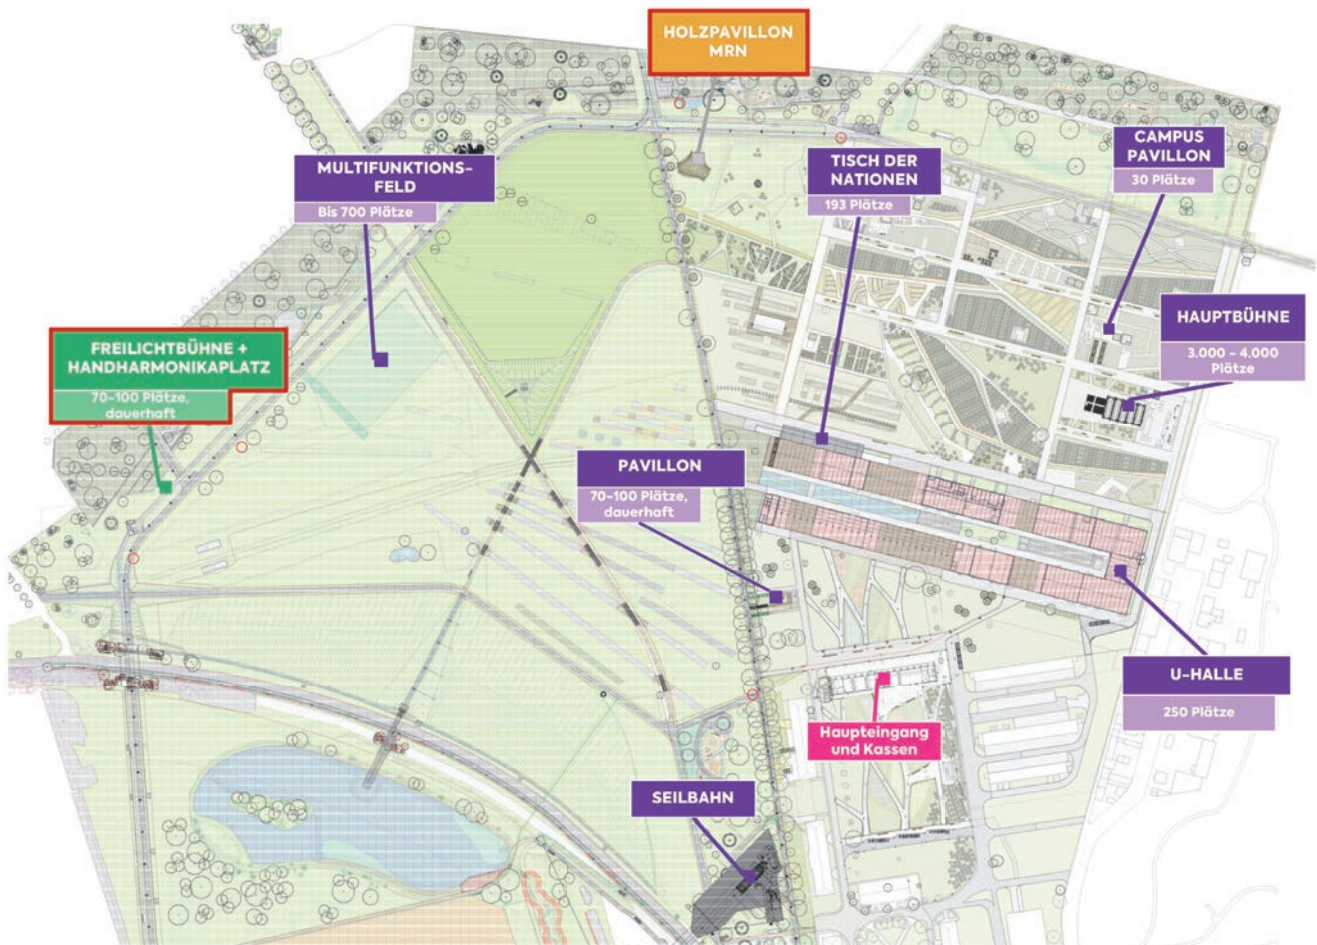 HOLZPAVILLON
MRN
CAMPUS
PAVILLON
30 Plätze
MULTIFUNKTIONS-
FELD
Bis 700 Plätze
TISCH DER
NATIONEN
193 Plätze
HAUPTBÜHNE
3.000 – 4.000
Plätze
FREILICHTBÜHNE +
HANDHARMONIKAPLATZ
70-100 Plätze,
dauerhaft
PAVILLON
70-100 Plätze,
dauerhaft
U-HALLE
250 Plätze
Haupteingang
und Kassen
SEILBAHN